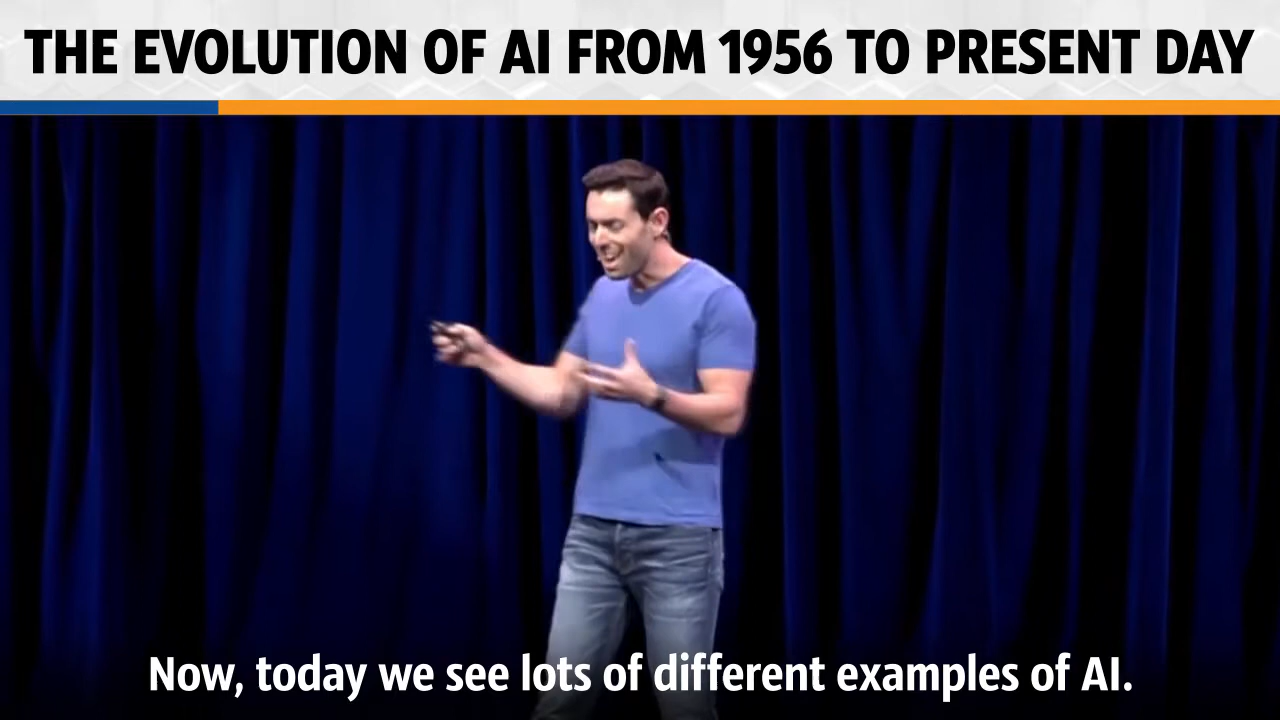 THE EVOLUTION OF AI FROM 1956 TO PRESENT DAY
Now, today we see lots of different examples of AI.